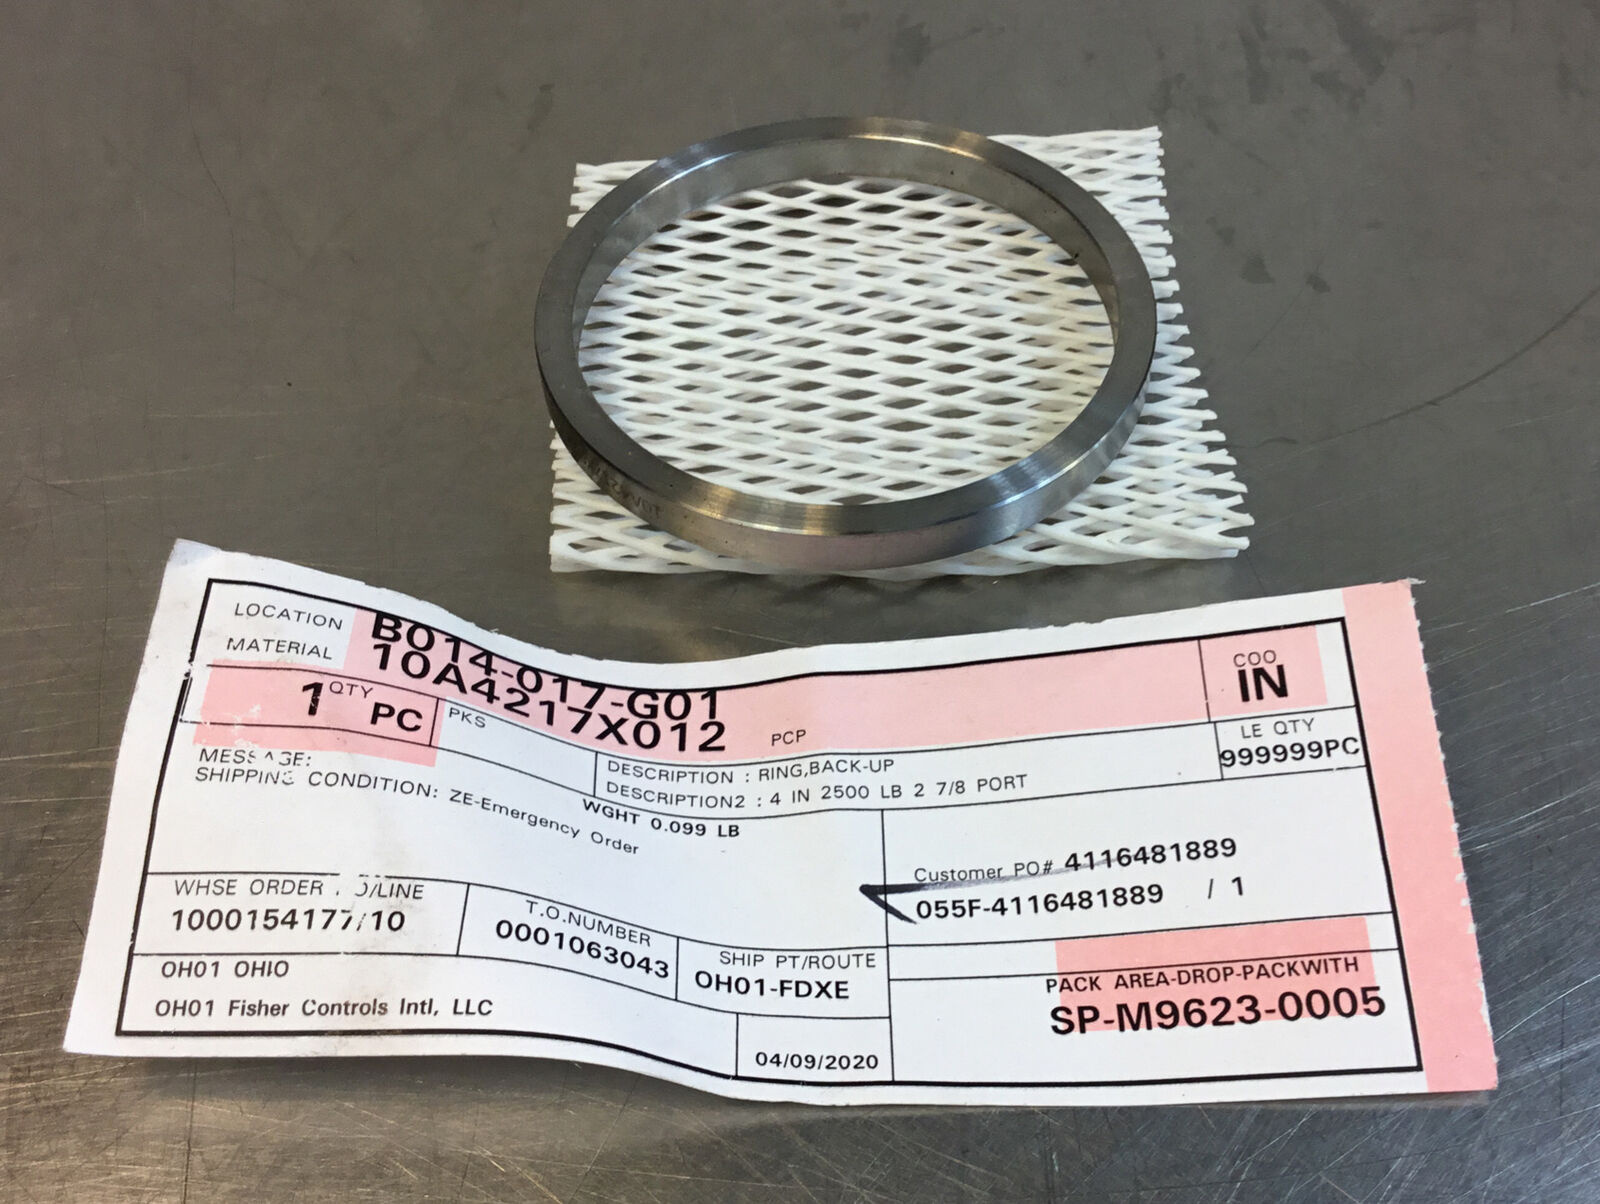 LOCATION B014-017-G01
MATERIAL 10A4217X012
PCP
COO
IN
1 QTY PC
PKS
LE QTY
999999PC
DESCRIPTION : RING,BACK-UP
DESCRIPTION2 : 4 IN 2500 LB 2 7/8 PORT
SHIPPING CONDITION: ZE-Emergency Order
WGHT 0.099 LB
Customer PO# 4116481889
055F-4116481889 / 1
WHSE ORDER /LINE
1000154177/10
T.O.NUMBER
0001063043
SHIP PT/ROUTE
OH01-FDXE
OH01 OHIO
OH01 Fisher Controls Intl, LLC
04/09/2020
PACK AREA-DROP-PACKWITH
SP-M9623-0005